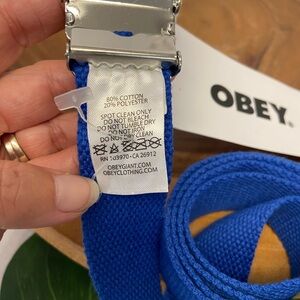 80% COTTON
20% POLYESTER
SPOT CLEAN ONLY
DO NOT BLEACH
DO NOT TUMBLE DRY
DO NOT IRON
DO NOT DRY CLEAN
RN 103970 - CA 26912
OBEYGIANT.COM
OBEYCLOTHING.COM
OBEY.